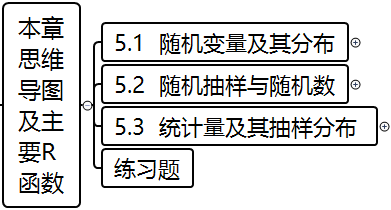 本章
思维
导图
及主
要R
函数
5.1 随机变量及其分布
5.2 随机抽样与随机数
5.3 统计量及其抽样分布
练习题